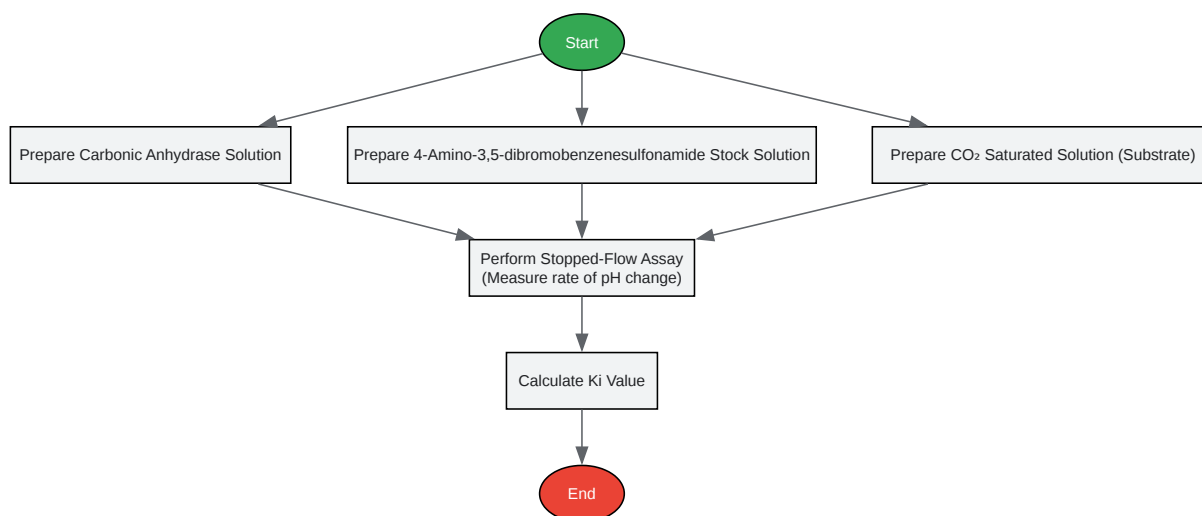 Start
Prepare Carbonic Anhydrase Solution
Prepare 4-Amino-3,5-dibromobenzenesulfonamide Stock Solution
Prepare CO₂ Saturated Solution (Substrate)
Perform Stopped-Flow Assay
(Measure rate of pH change)
Calculate Ki Value
End